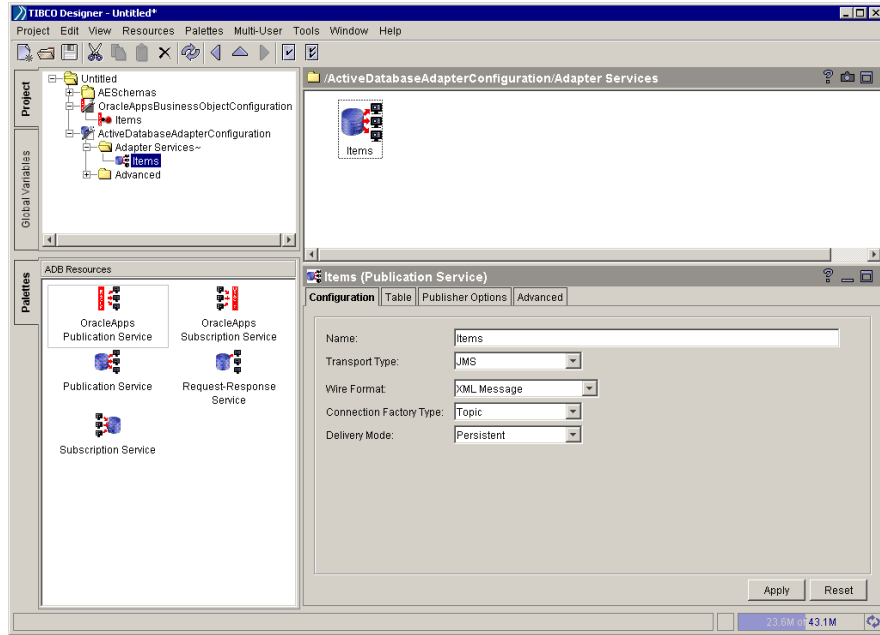 TIBCO Designer - Untitled*
Project Edit View Resources Palettes Multi-User Tools Window Help
Project
Global Variables
Untitled
AESchemas
OracleAppsBusinessObjectConfiguration
Items
ActiveDatabaseAdapterConfiguration
Adapter Services~
Items
Advanced
/ActiveDatabaseAdapterConfiguration/Adapter Services
Items
Palettes
ADB Resources
OracleApps
Publication Service
OracleApps
Subscription Service
Publication Service
Request-Response
Service
Subscription Service
Items (Publication Service)
Configuration Table Publisher Options Advanced
Name: Items
Transport Type: JMS
Wire Format: XML Message
Connection Factory Type: Topic
Delivery Mode: Persistent
Apply Reset
23.6M of 43.1M